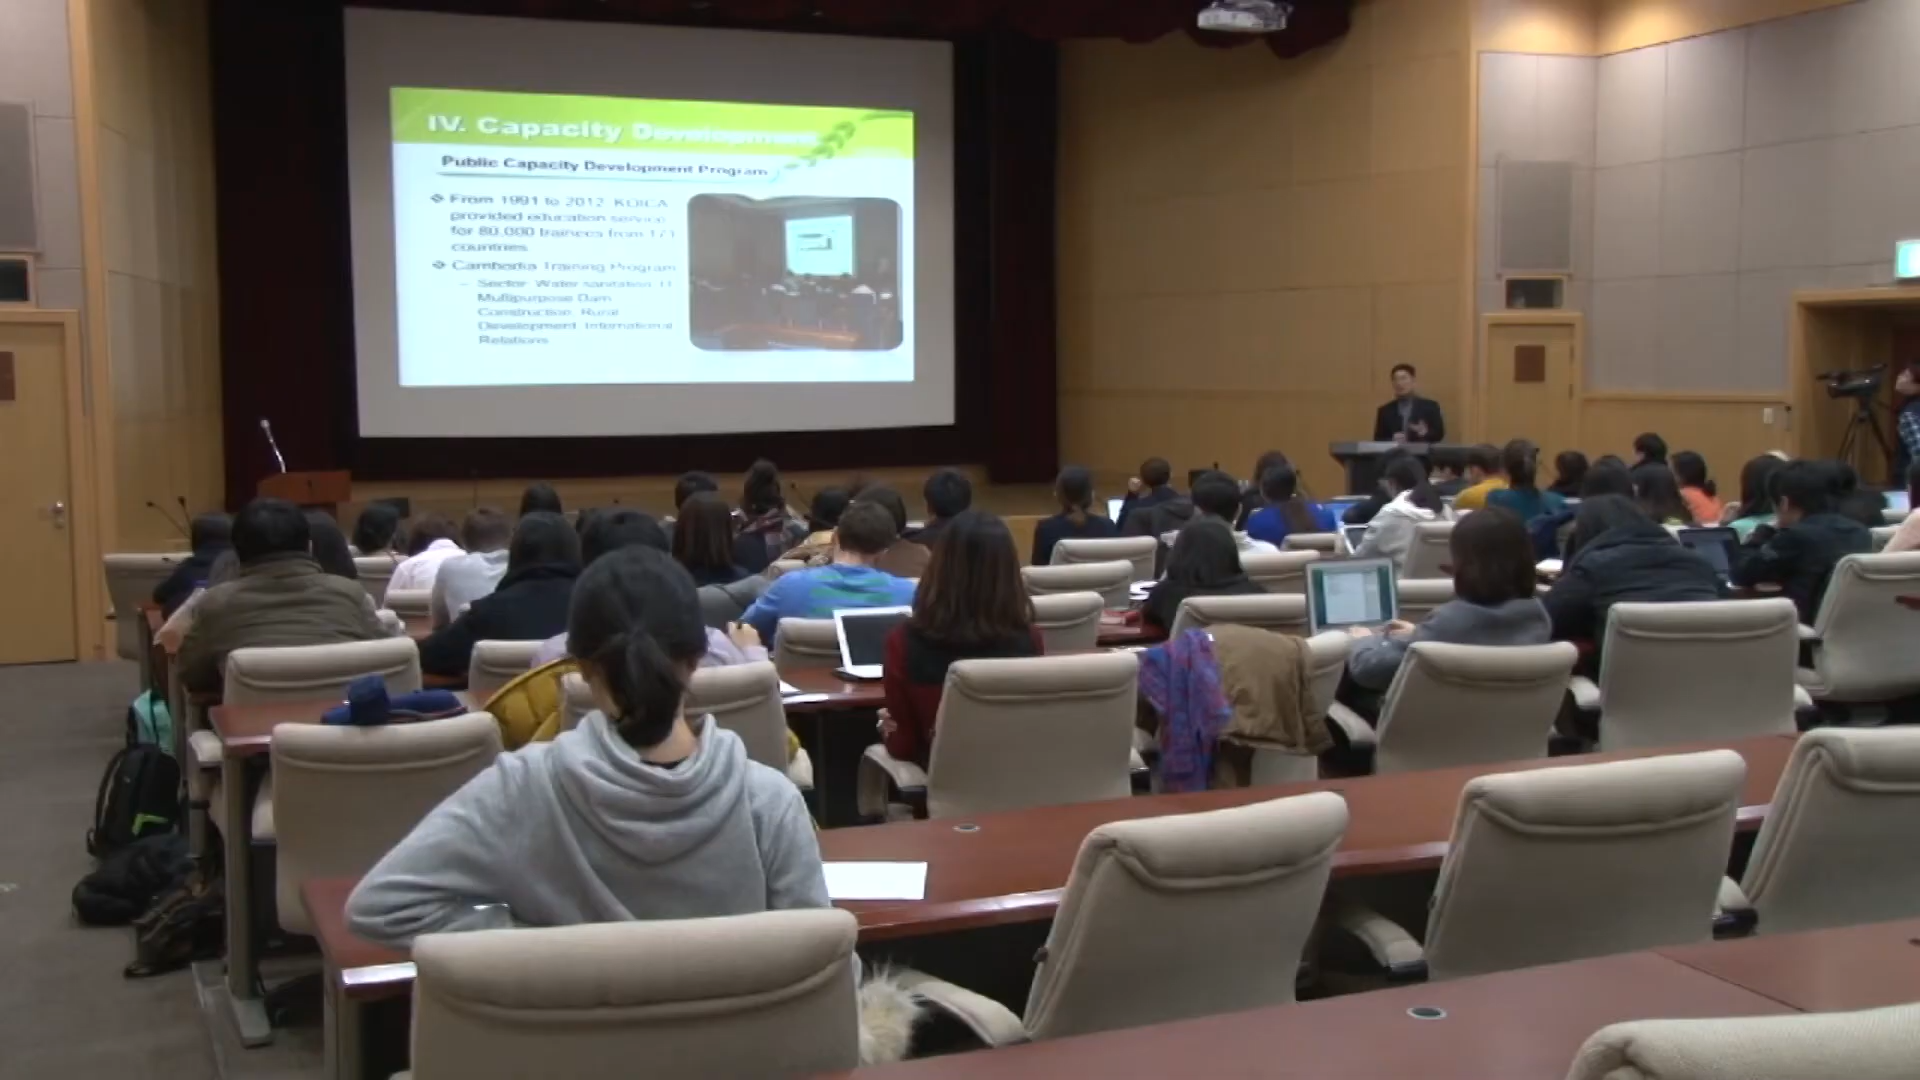 IV. Capacity Development
Public Capacity Development Program
❖ From 1991 to 2012, KOICA
provided education service
for 80,000 trainees from 171
countries
❖ Cambodia Training Program
– Sector: Water sanitation, IT
Multipurpose Dam
Construction, Rural
Development, International
Relations